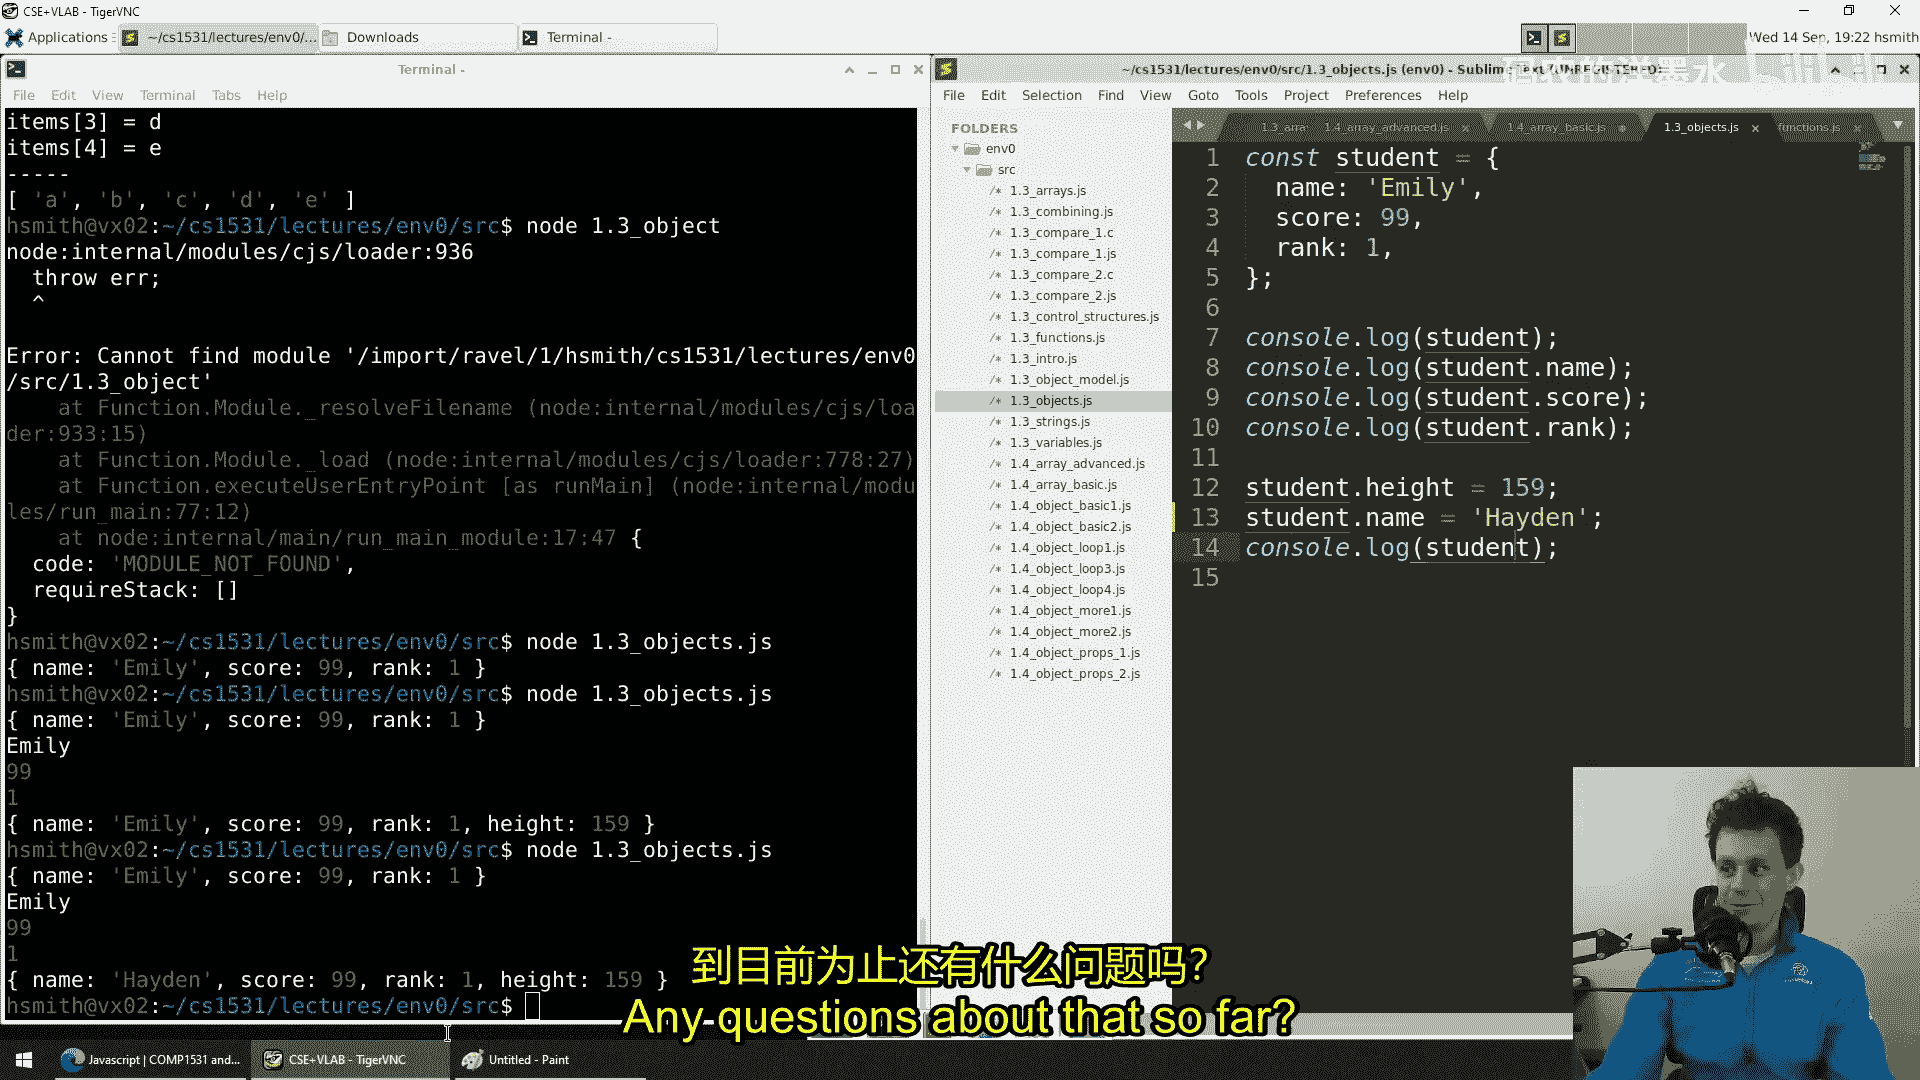 CSE+VLAB - TigerVNC
Applications
~/cs1531/lectures/env0/...
Downloads
Terminal -
Wed 14 Sep, 19:22 hsmith
Terminal -
File Edit View Terminal Tabs Help
items[3] = d
items[4] = e
-----
[ 'a', 'b', 'c', 'd', 'e' ]
hsmith@vx02:~/cs1531/lectures/env0/src$ node 1.3_object
node:internal/modules/cjs/loader:936
  throw err;
  ^
Error: Cannot find module '/import/ravel/1/hsmith/cs1531/lectures/env0
/src/1.3_object'
    at Function.Module._resolveFilename (node:internal/modules/cjs/loa
der:933:15)
    at Function.Module._load (node:internal/modules/cjs/loader:778:27)
    at Function.executeUserEntryPoint [as runMain] (node:internal/modu
les/run_main:77:12)
    at node:internal/main/run_main_module:17:47 {
  code: 'MODULE_NOT_FOUND',
  requireStack: []
}
hsmith@vx02:~/cs1531/lectures/env0/src$ node 1.3_objects.js
{ name: 'Emily', score: 99, rank: 1 }
hsmith@vx02:~/cs1531/lectures/env0/src$ node 1.3_objects.js
{ name: 'Emily', score: 99, rank: 1 }
Emily
99
1
{ name: 'Emily', score: 99, rank: 1, height: 159 }
hsmith@vx02:~/cs1531/lectures/env0/src$ node 1.3_objects.js
{ name: 'Emily', score: 99, rank: 1 }
Emily
99
1
{ name: 'Hayden', score: 99, rank: 1, height: 159 }
hsmith@vx02:~/cs1531/lectures/env0/src$
~/cs1531/lectures/env0/src/1.3_objects.js (env0) - Sublime Text (UNREGISTERED)
码农的洋墨水
bilibili
File Edit Selection Find View Goto Tools Project Preferences Help
FOLDERS
env0
src
/* 1.3_arrays.js
/* 1.3_combining.js
/* 1.3_compare_1.c
/* 1.3_compare_1.js
/* 1.3_compare_2.c
/* 1.3_compare_2.js
/* 1.3_control_structures.js
/* 1.3_functions.js
/* 1.3_intro.js
/* 1.3_object_model.js
/* 1.3_objects.js
/* 1.3_strings.js
/* 1.3_variables.js
/* 1.4_array_advanced.js
/* 1.4_array_basic.js
/* 1.4_object_basic1.js
/* 1.4_object_basic2.js
/* 1.4_object_loop1.js
/* 1.4_object_loop3.js
/* 1.4_object_loop4.js
/* 1.4_object_more1.js
/* 1.4_object_more2.js
/* 1.4_object_props_1.js
/* 1.4_object_props_2.js
1.3_arra 1.4_array_advanced.js 1.4_array_basic.js 1.3_objects.js functions.js
1 const student = {
2   name: 'Emily',
3   score: 99,
4   rank: 1,
5 };
6
7 console.log(student);
8 console.log(student.name);
9 console.log(student.score);
10 console.log(student.rank);
11
12 student.height = 159;
13 student.name = 'Hayden';
14 console.log(student);
15
到目前为止还有什么问题吗?
Any questions about that so far?
Javascript | COMP1531 and...
CSE+VLAB - TigerVNC
Untitled - Paint